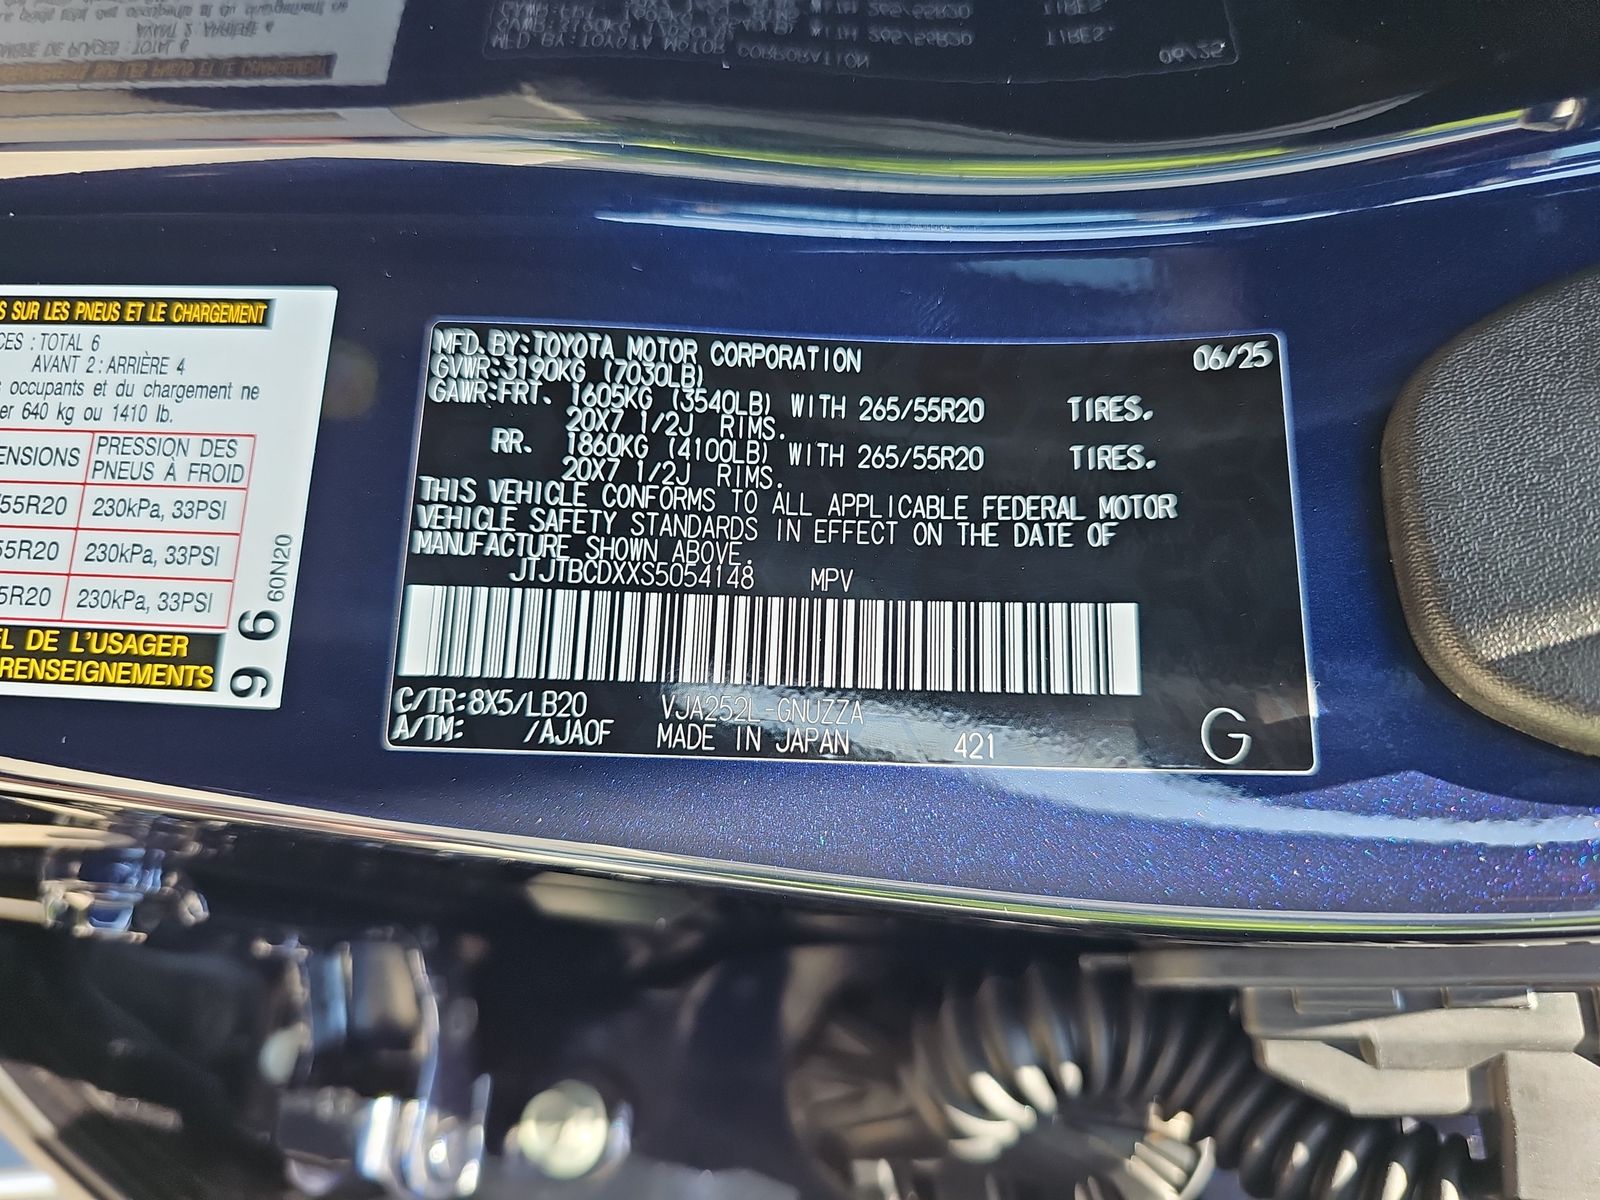 S SUR LES PNEUS ET LE CHARGEMENT
CES : TOTAL 6
AVANT 2 : ARRIÈRE 4
s occupants et du chargement ne
er 640 kg ou 1410 lb.
ENSIONS PRESSION DES PNEUS À FROID
/55R20 230kPa, 33PSI
55R20 230kPa, 33PSI
5R20 230kPa, 33PSI
EL DE L'USAGER
RENSEIGNEMENTS
96
60N20
MFD. BY: TOYOTA MOTOR CORPORATION 06/25
GVWR: 3190KG (7030LB)
GAWR: FRT. 1605KG (3540LB) WITH 265/55R20 TIRES.
20X7 1/2J RIMS.
RR. 1860KG (4100LB) WITH 265/55R20 TIRES.
20X7 1/2J RIMS.
THIS VEHICLE CONFORMS TO ALL APPLICABLE FEDERAL MOTOR
VEHICLE SAFETY STANDARDS IN EFFECT ON THE DATE OF
MANUFACTURE SHOWN ABOVE.
JTJTBCDXXS5054148 MPV
C/TR: 8X5/LB20 VJA252L-GNUZZA
A/TM: /AJA0F MADE IN JAPAN 421 G